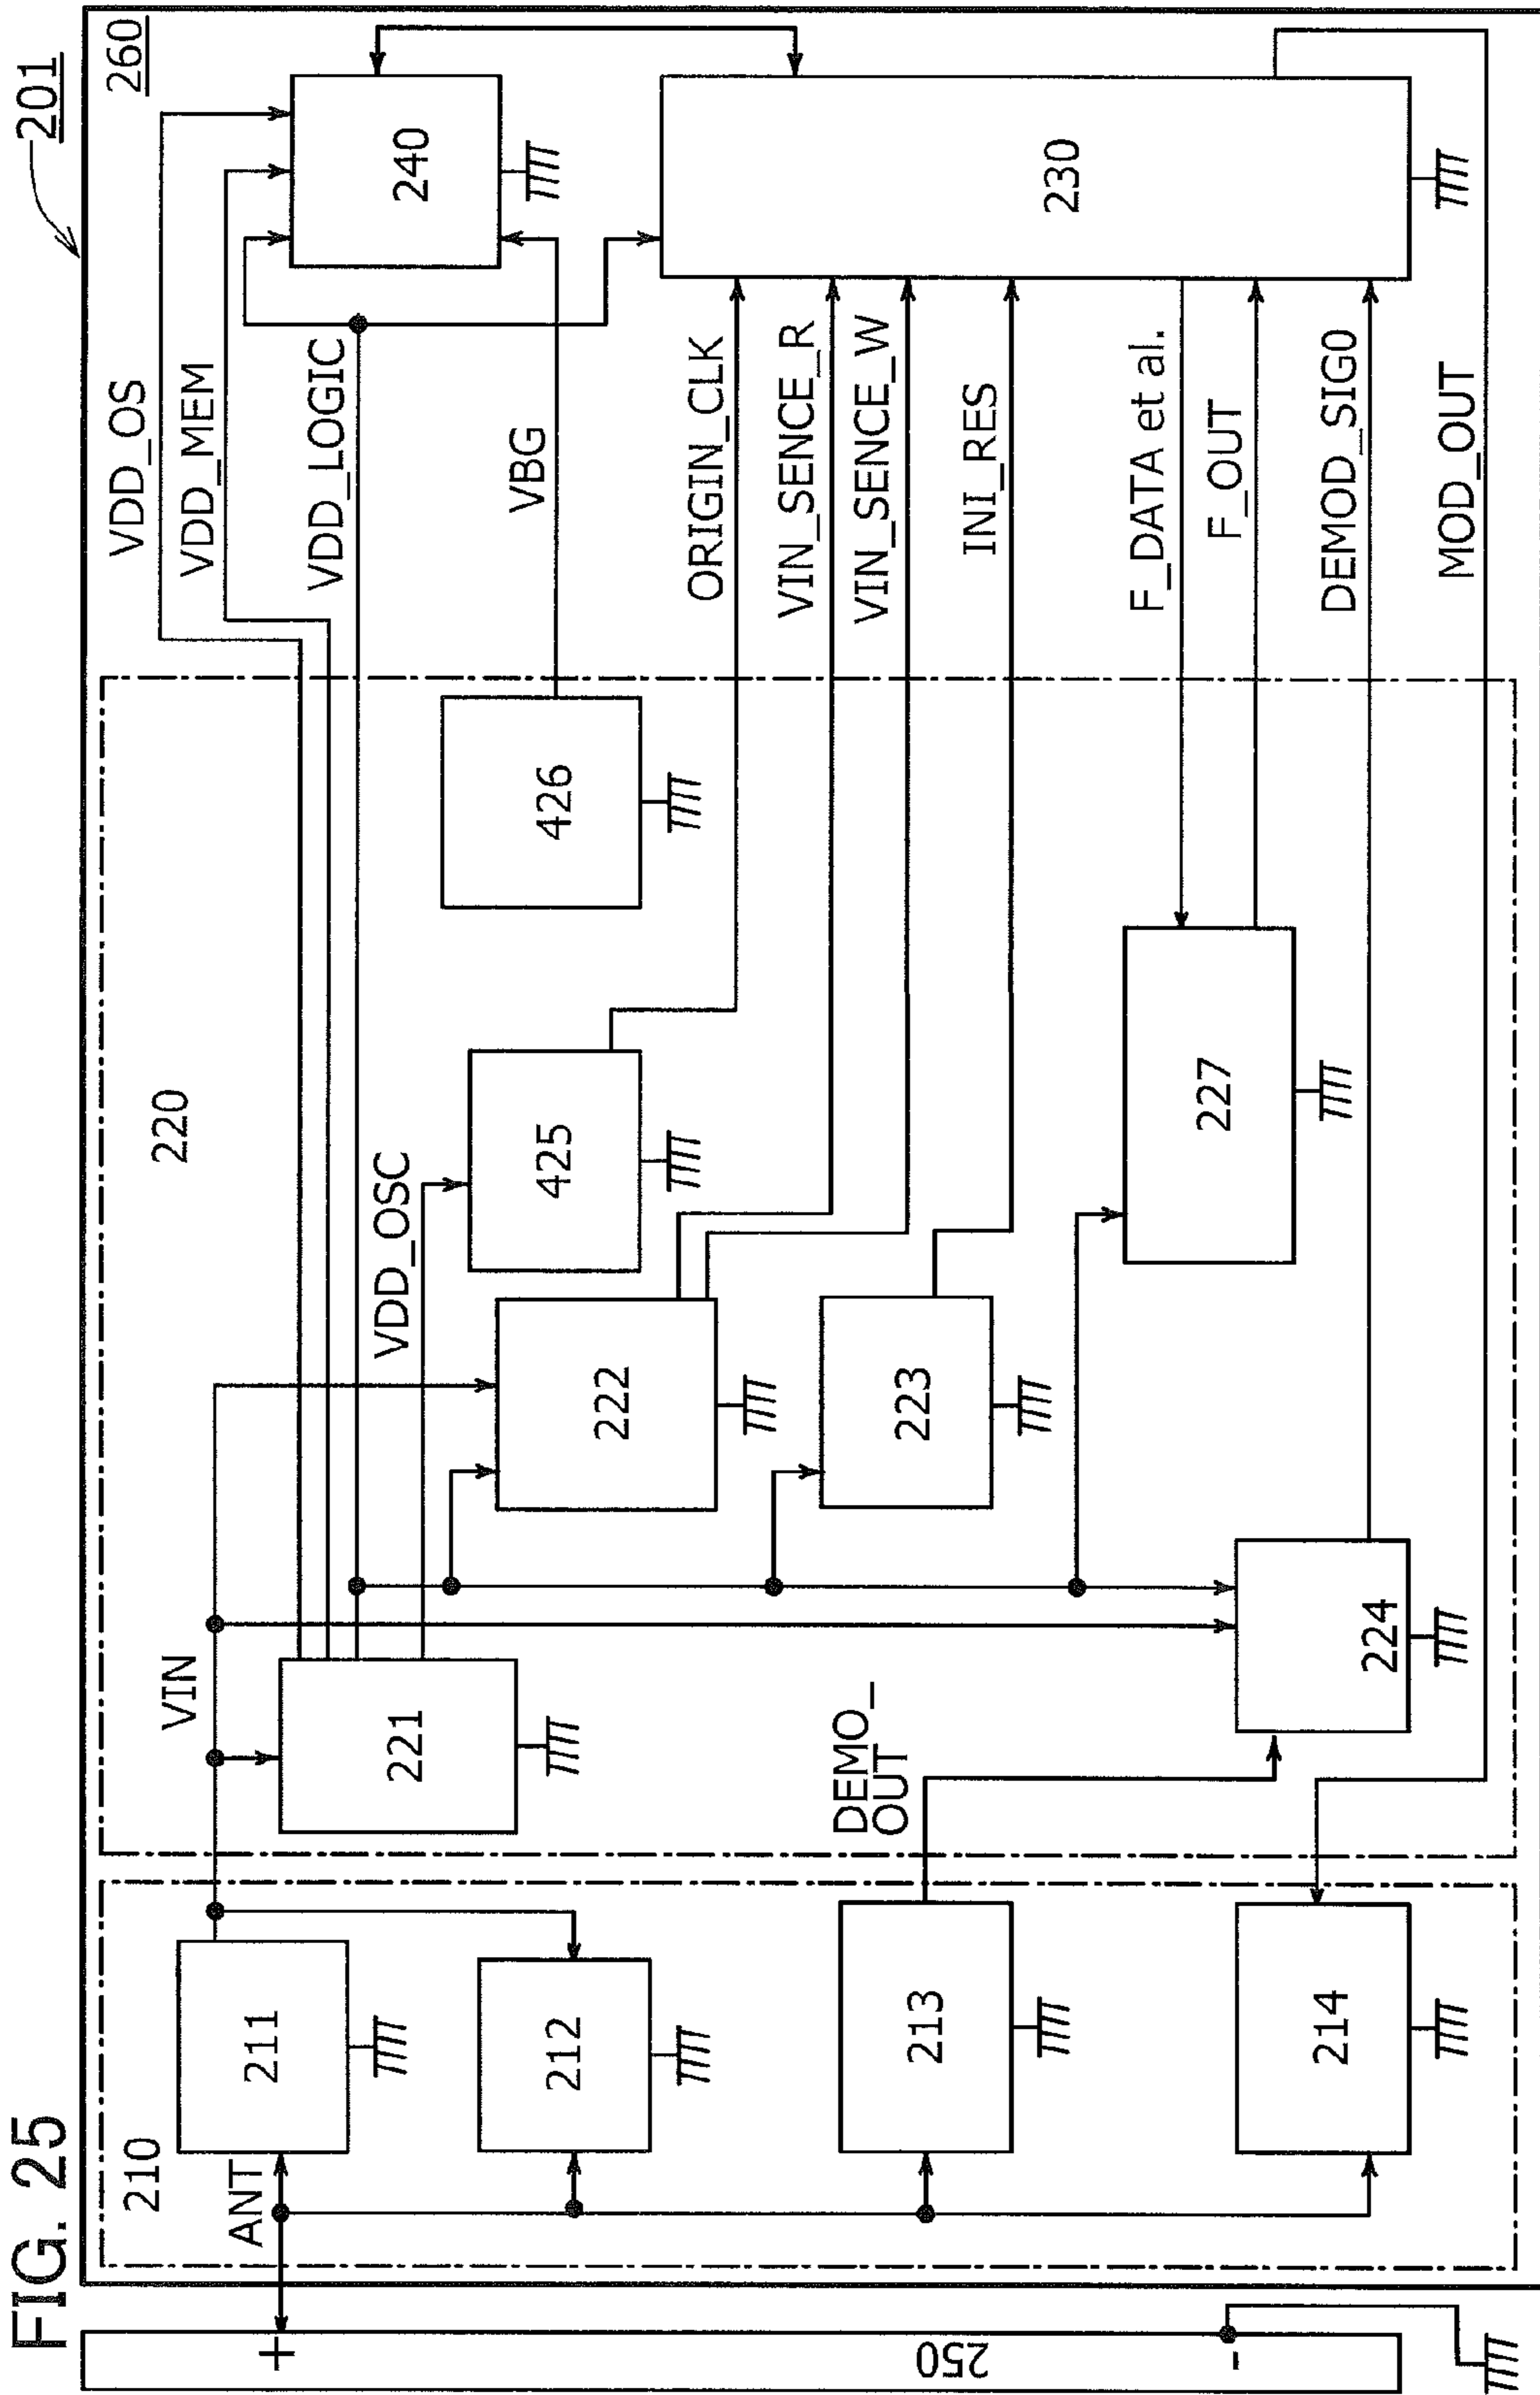 FIG. 25
201
260
210
ANT
211
212
213
214
250
+
-
220
VIN
221
222
223
224
227
425
426
VDD_OSC
DEMO_
OUT
VDD_OS
VDD_MEM
VDD_LOGIC
VBG
ORIGIN_CLK
VIN_SENCE_R
VIN_SENCE_W
INI_RES
F_DATA et al.
F_OUT
DEMOD_SIG0
MOD_OUT
240
230